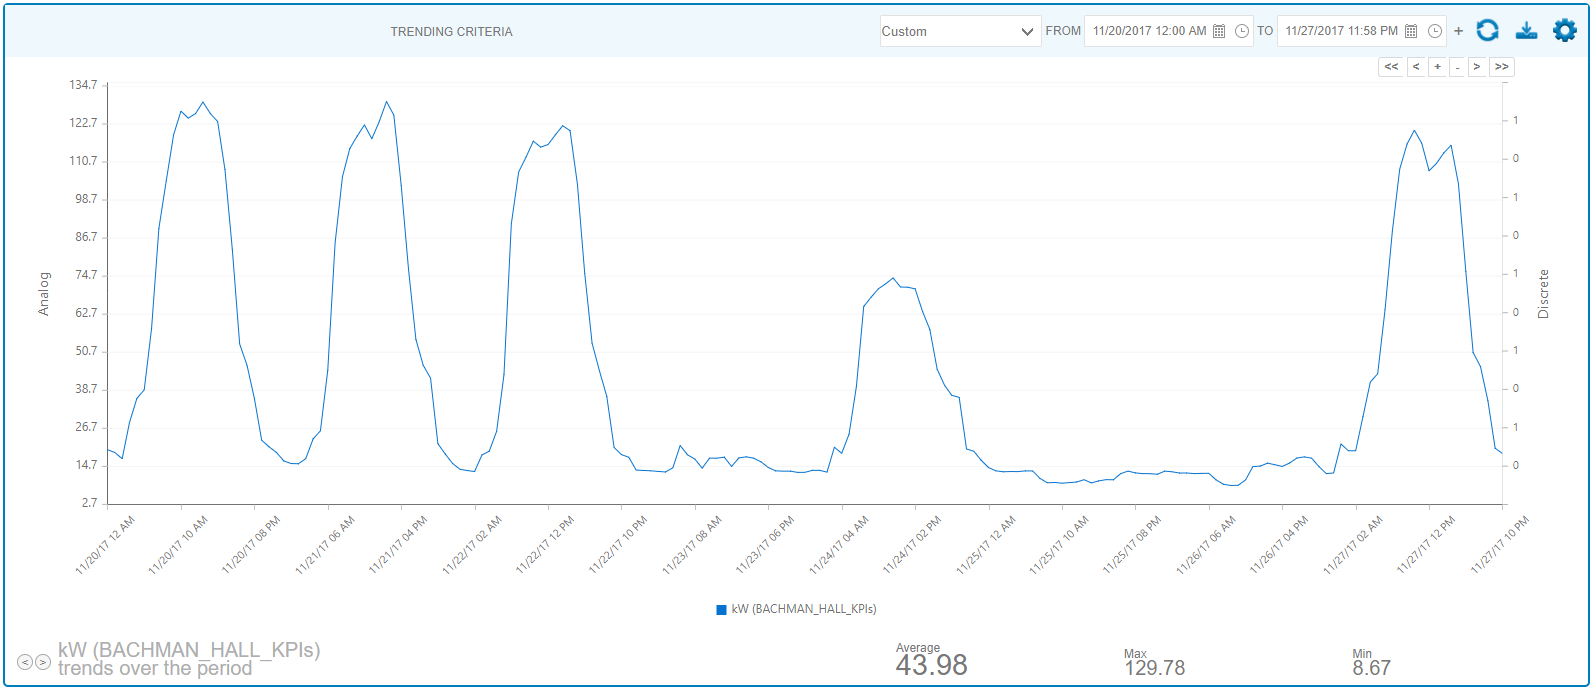 TRENDING CRITERIA Custom FROM 11/20/2017 12:00 AM TO 11/27/2017 11:58 PM +
<< < + - > >>
134.7
122.7 1
110.7 0
98.7 1
86.7 0
74.7 1
62.7 0
50.7 1
38.7 0
26.7 1
14.7 0
2.7
Analog
Discrete
11/20/17 12 AM
11/20/17 10 AM
11/20/17 08 PM
11/21/17 06 AM
11/21/17 04 PM
11/22/17 02 AM
11/22/17 12 PM
11/22/17 10 PM
11/23/17 08 AM
11/23/17 06 PM
11/24/17 04 AM
11/24/17 02 PM
11/25/17 12 AM
11/25/17 10 AM
11/25/17 08 PM
11/26/17 06 AM
11/26/17 04 PM
11/27/17 02 AM
11/27/17 12 PM
11/27/17 10 PM
kW (BACHMAN_HALL_KPIs)
< > kW (BACHMAN_HALL_KPIs)
trends over the period
Average
43.98
Max
129.78
Min
8.67